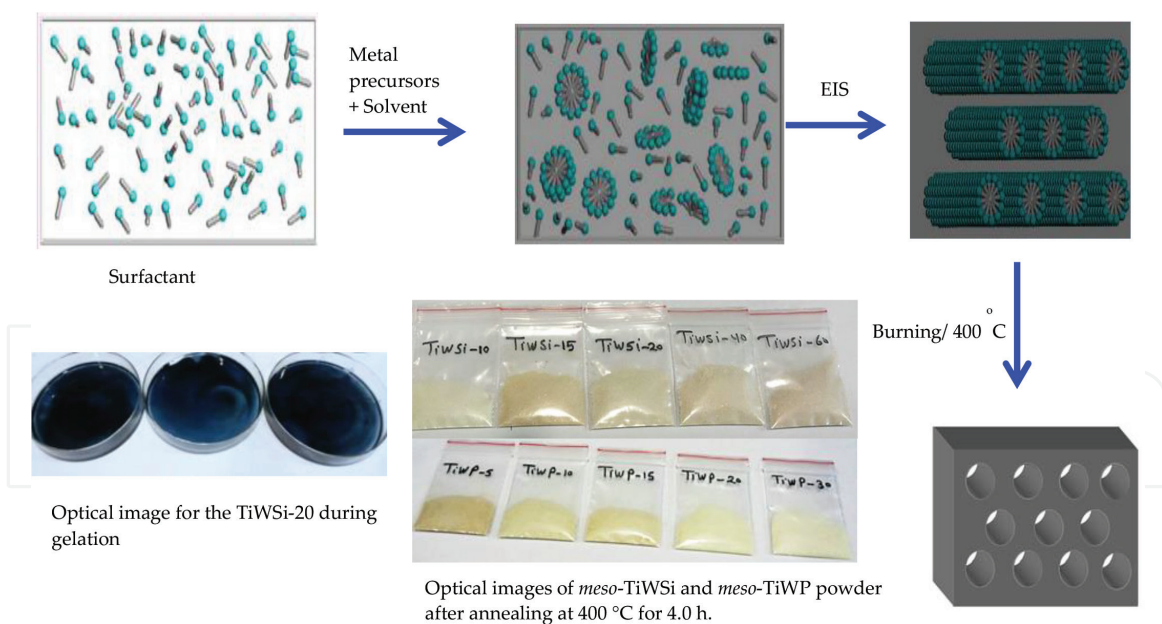 Metal
precursors
+ Solvent
EIS
Surfactant
Burning/ 400 °C
TiWSi-10
TiWSi-15
TiWSi-20
TiWSi-40
TiWSi-60
TiWP-5
TiWP-10
TiWP-15
TiWP-20
TiWP-30
Optical image for the TiWSi-20 during
gelation
Optical images of meso-TiWSi and meso-TiWP powder
after annealing at 400 °C for 4.0 h.